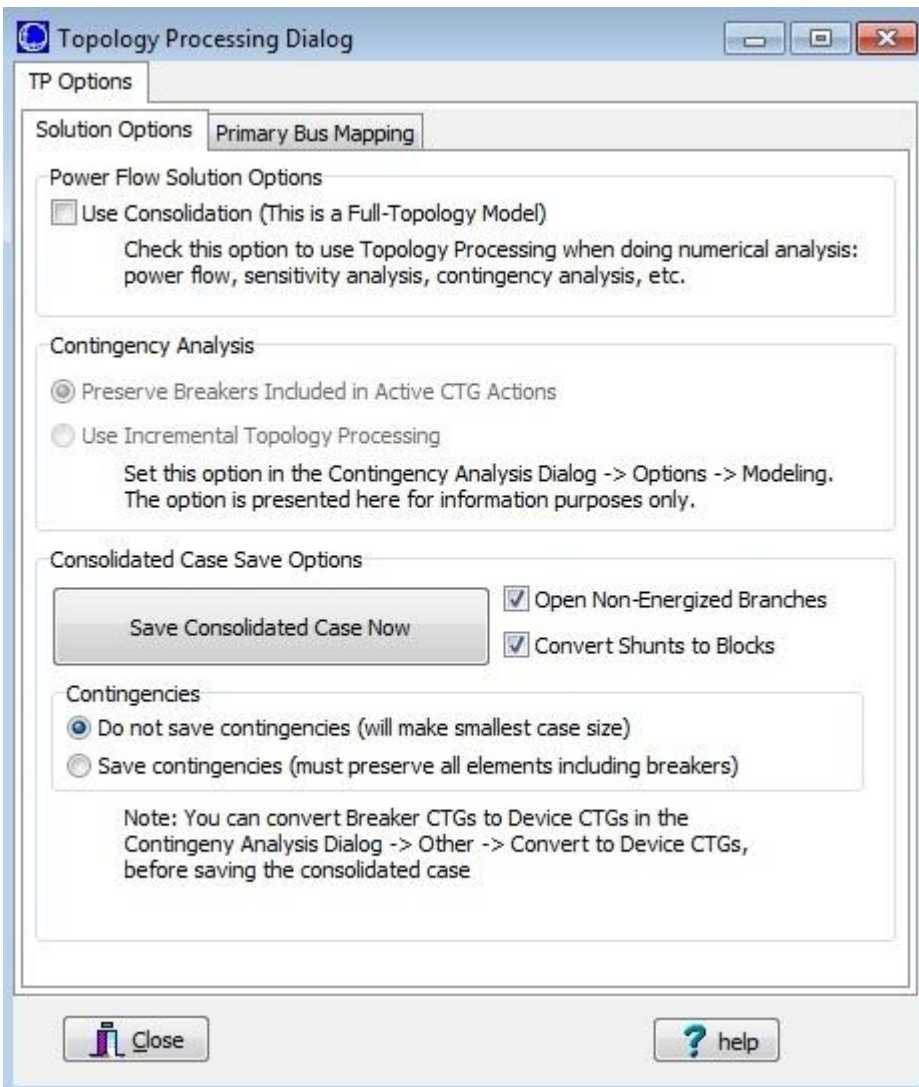 Topology Processing Dialog
TP Options
Solution Options
Primary Bus Mapping
Power Flow Solution Options
Use Consolidation (This is a Full-Topology Model)
Check this option to use Topology Processing when doing numerical analysis:
power flow, sensitivity analysis, contingency analysis, etc.
Contingency Analysis
Preserve Breakers Included in Active CTG Actions
Use Incremental Topology Processing
Set this option in the Contingency Analysis Dialog -> Options -> Modeling.
The option is presented here for information purposes only.
Consolidated Case Save Options
Save Consolidated Case Now
Open Non-Energized Branches
Convert Shunts to Blocks
Contingencies
Do not save contingencies (will make smallest case size)
Save contingencies (must preserve all elements including breakers)
Note: You can convert Breaker CTGs to Device CTGs in the
Contingeny Analysis Dialog -> Other -> Convert to Device CTGs,
before saving the consolidated case
Close
? help